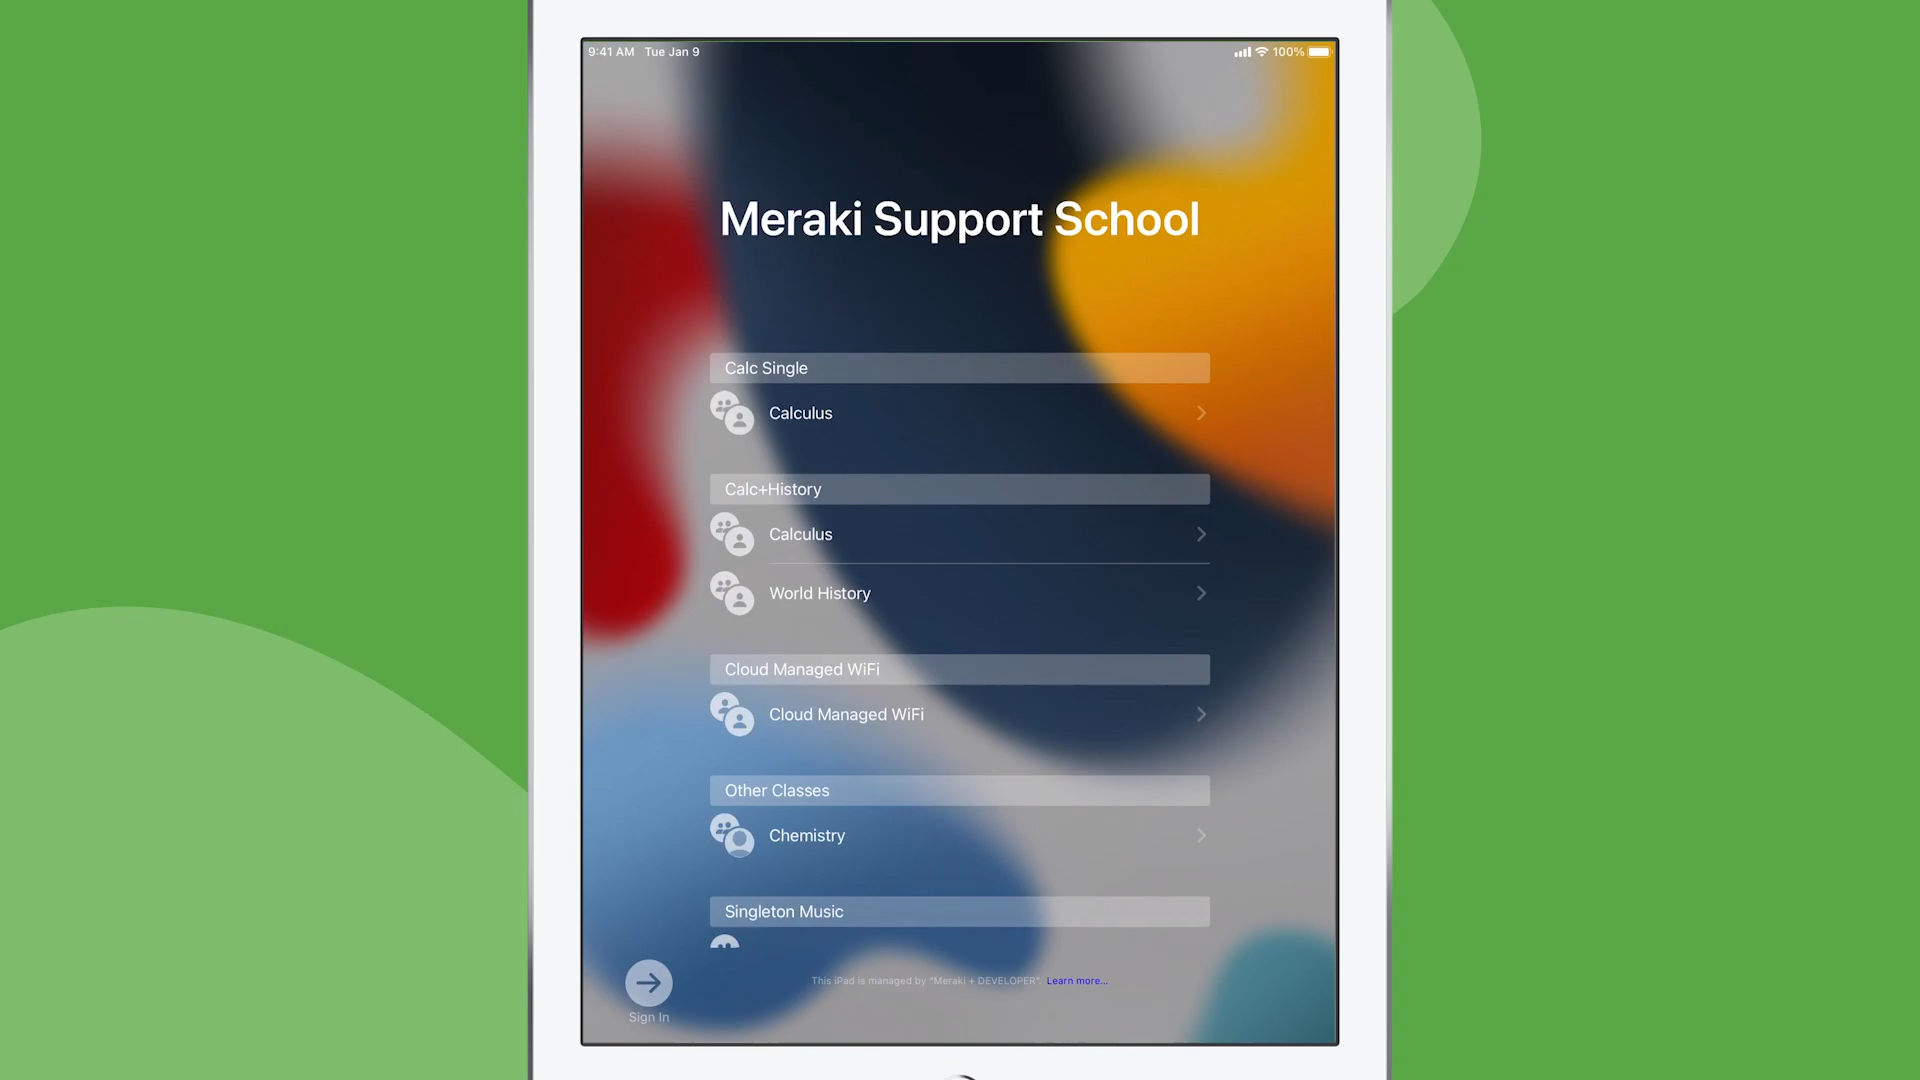 9:41 AM Tue Jan 9
100%
Meraki Support School
Calc Single
Calculus
Calc+History
Calculus
World History
Cloud Managed WiFi
Cloud Managed WiFi
Other Classes
Chemistry
Singleton Music
This iPad is managed by "Meraki + DEVELOPER". Learn more...
Sign In